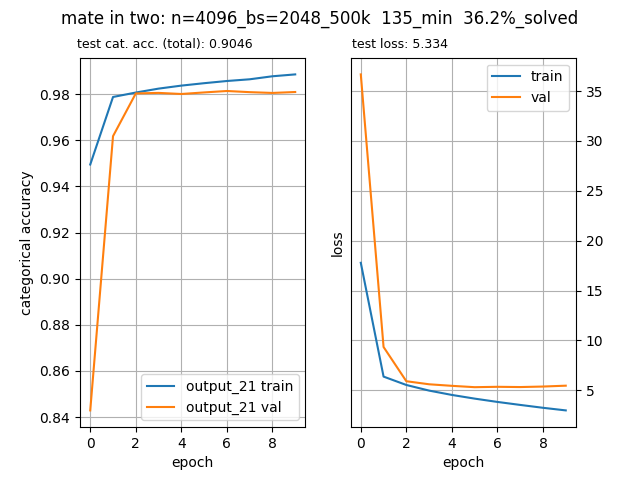 mate in two: n=4096_bs=2048_500k  135_min  36.2%_solved
test cat. acc. (total): 0.9046
categorical accuracy
0.98
0.96
0.94
0.92
0.90
0.88
0.86
0.84
output_21 train
output_21 val
0 2 4 6 8
epoch
test loss: 5.334
loss
train
val
35
30
25
20
15
10
5
0 2 4 6 8
epoch